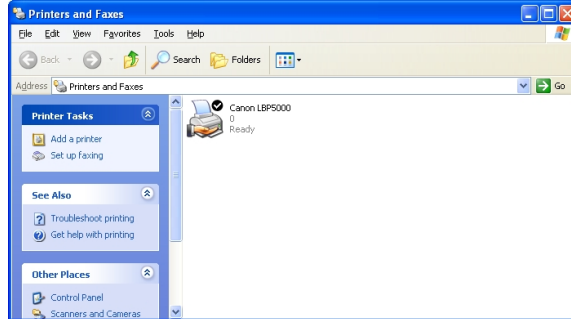 Printers and Faxes
File Edit View Favorites Tools Help
Back Search Folders
Address Printers and Faxes Go
Printer Tasks
Add a printer
Set up faxing
See Also
Troubleshoot printing
Get help with printing
Other Places
Control Panel
Scanners and Cameras
Canon LBP5000
0
Ready